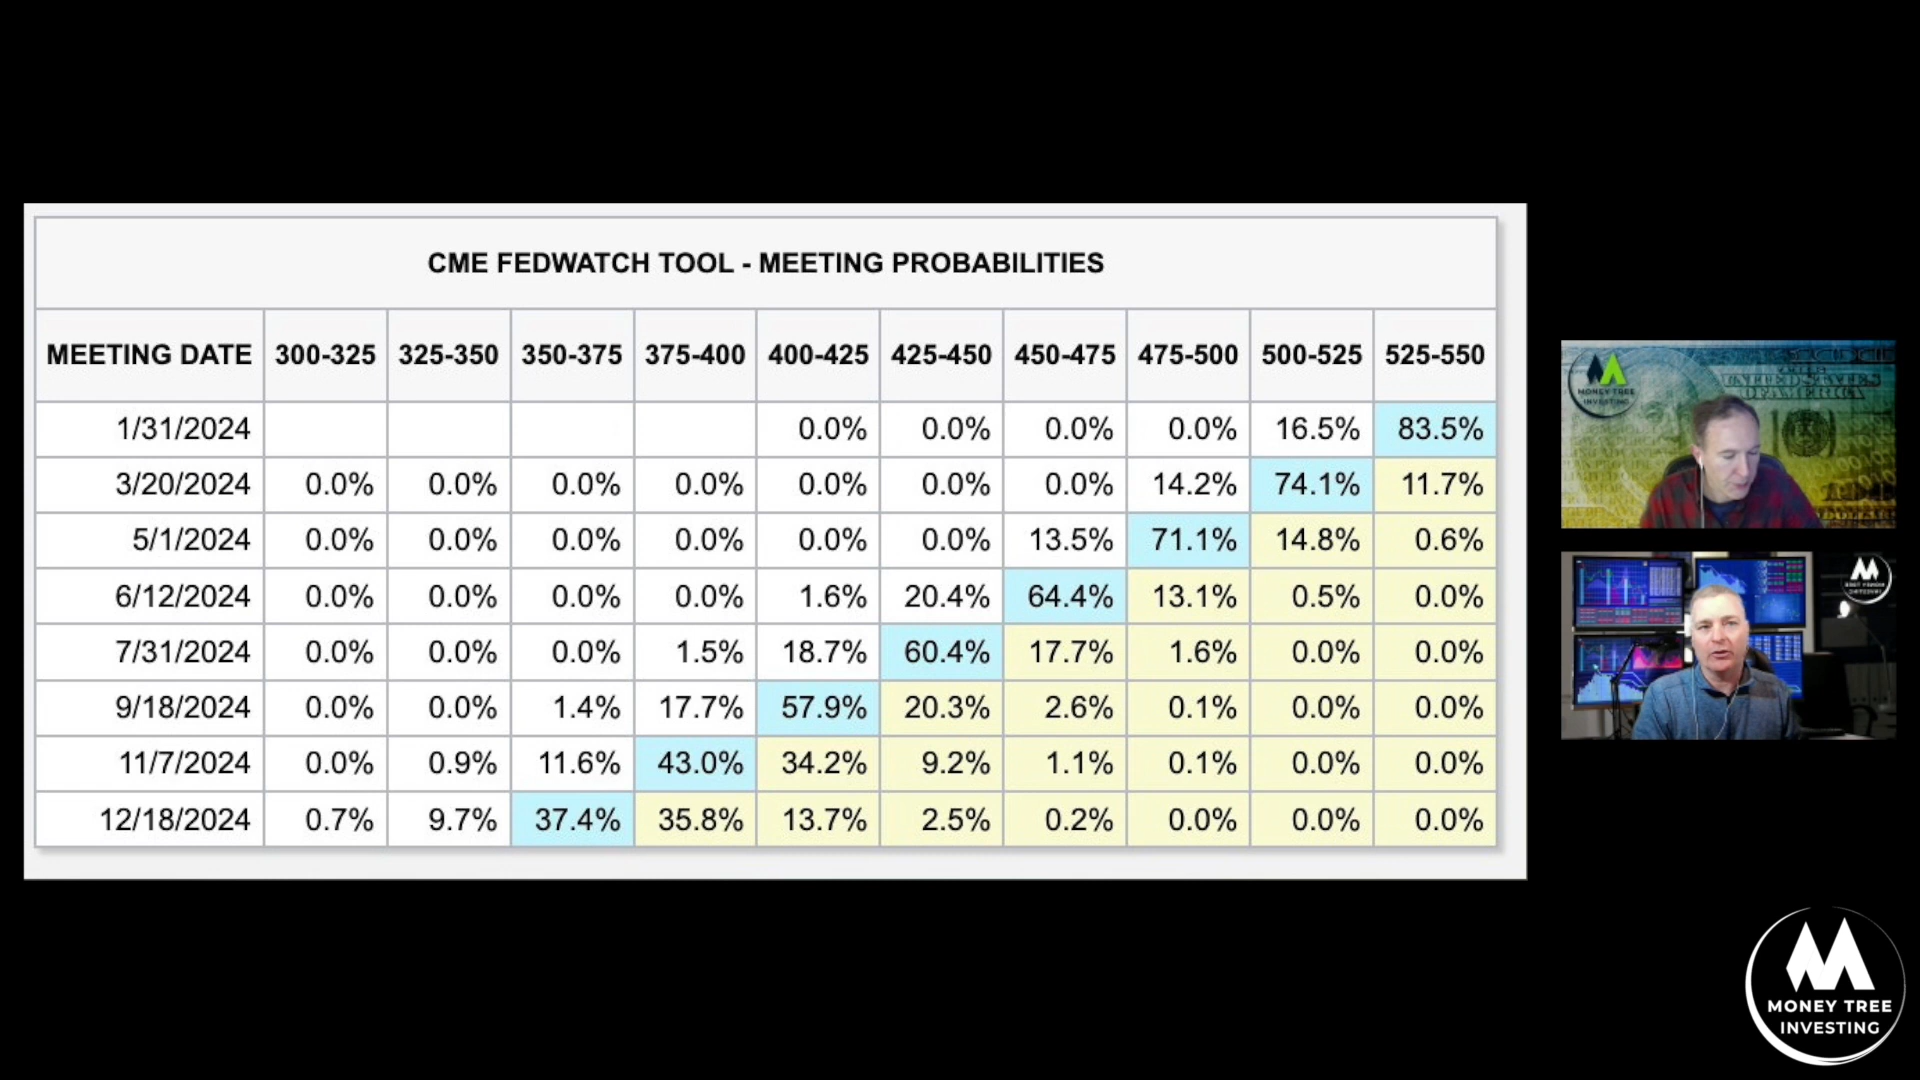 CME FEDWATCH TOOL - MEETING PROBABILITIES
MEETING DATE 300-325 325-350 350-375 375-400 400-425 425-450 450-475 475-500 500-525 525-550
1/31/2024 0.0% 0.0% 0.0% 0.0% 16.5% 83.5%
3/20/2024 0.0% 0.0% 0.0% 0.0% 0.0% 0.0% 0.0% 14.2% 74.1% 11.7%
5/1/2024 0.0% 0.0% 0.0% 0.0% 0.0% 0.0% 13.5% 71.1% 14.8% 0.6%
6/12/2024 0.0% 0.0% 0.0% 0.0% 1.6% 20.4% 64.4% 13.1% 0.5% 0.0%
7/31/2024 0.0% 0.0% 0.0% 1.5% 18.7% 60.4% 17.7% 1.6% 0.0% 0.0%
9/18/2024 0.0% 0.0% 1.4% 17.7% 57.9% 20.3% 2.6% 0.1% 0.0% 0.0%
11/7/2024 0.0% 0.9% 11.6% 43.0% 34.2% 9.2% 1.1% 0.1% 0.0% 0.0%
12/18/2024 0.7% 9.7% 37.4% 35.8% 13.7% 2.5% 0.2% 0.0% 0.0% 0.0%
MONEY TREE
INVESTING
UNITED STATES
OF AMERICA
MONEY TREE
INVESTING